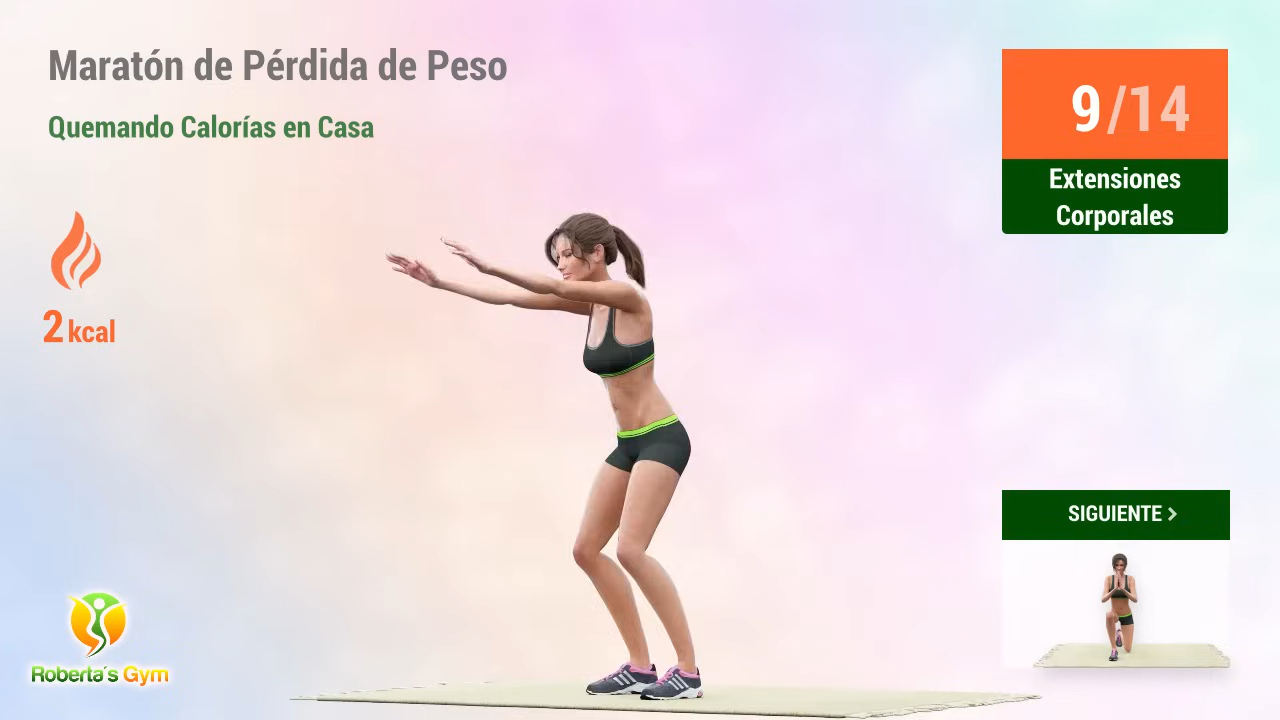 Maratón de Pérdida de Peso
Quemando Calorías en Casa
9/14
Extensiones
Corporales
2 kcal
SIGUIENTE >
Roberta´s Gym